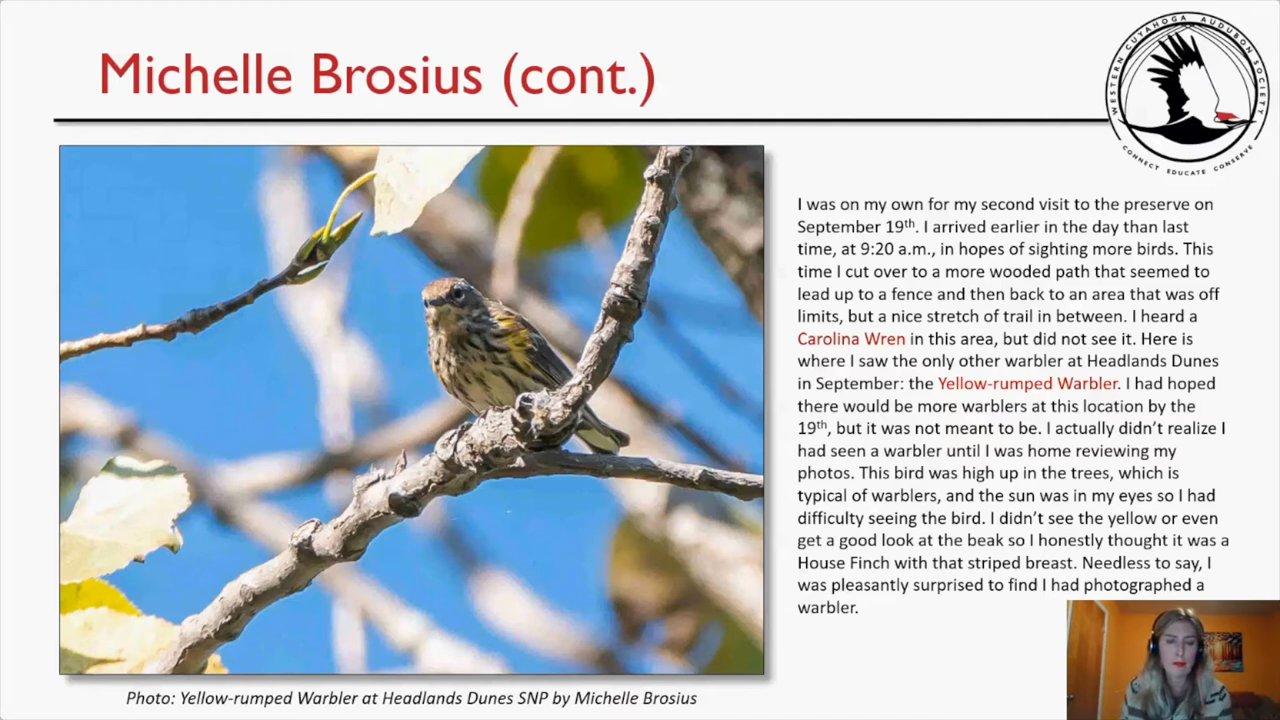 Michelle Brosius (cont.)
WESTERN CUYAHOGA AUDUBON SOCIETY
CONNECT EDUCATE CONSERVE
I was on my own for my second visit to the preserve on
September 19th. I arrived earlier in the day than last
time, at 9:20 a.m., in hopes of sighting more birds. This
time I cut over to a more wooded path that seemed to
lead up to a fence and then back to an area that was off
limits, but a nice stretch of trail in between. I heard a
Carolina Wren in this area, but did not see it. Here is
where I saw the only other warbler at Headlands Dunes
in September: the Yellow-rumped Warbler. I had hoped
there would be more warblers at this location by the
19th, but it was not meant to be. I actually didn’t realize I
had seen a warbler until I was home reviewing my
photos. This bird was high up in the trees, which is
typical of warblers, and the sun was in my eyes so I had
difficulty seeing the bird. I didn’t see the yellow or even
get a good look at the beak so I honestly thought it was a
House Finch with that striped breast. Needless to say, I
was pleasantly surprised to find I had photographed a
warbler.
Photo: Yellow-rumped Warbler at Headlands Dunes SNP by Michelle Brosius